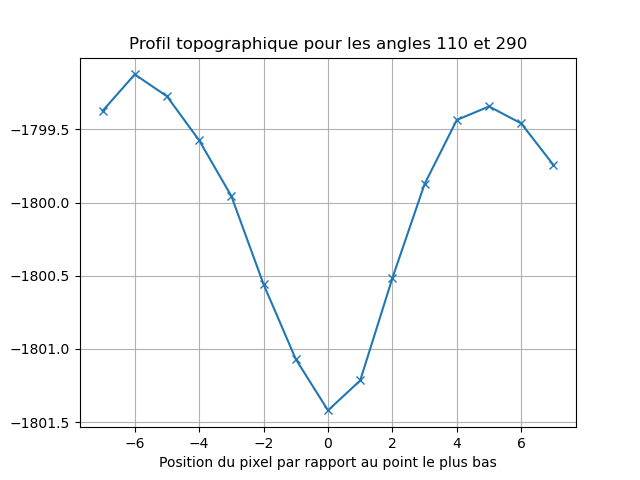 Profil topographique pour les angles 110 et 290
−1799.5
−1800.0
−1800.5
−1801.0
−1801.5
−6 −4 −2 0 2 4 6
Position du pixel par rapport au point le plus bas